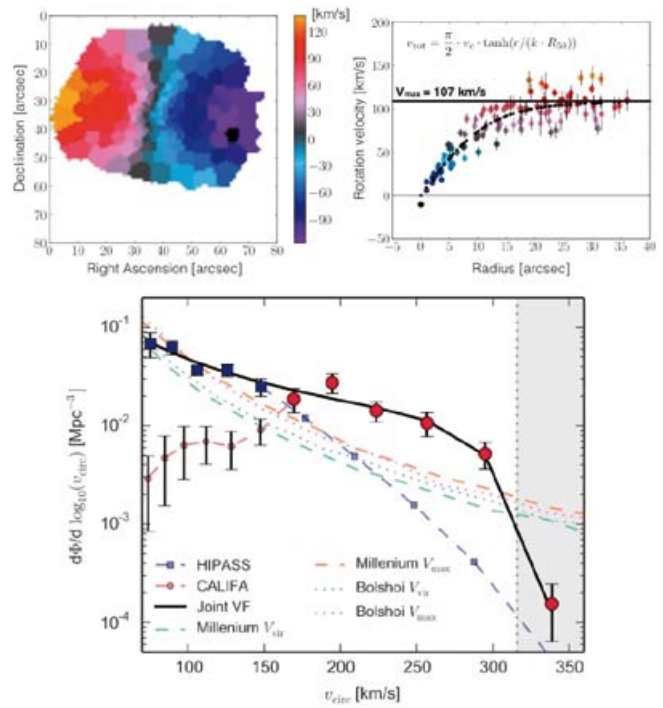 [km/s]
0
10
20
30
40
50
60
70
80
Declination [arcsec]
0 10 20 30 40 50 60 70 80
Right Ascension [arcsec]
120
90
60
30
0
−30
−60
−90
v_rot = π/2 · v_c · tanh(r/(k · R_50))
V_max = 107 km/s
200
150
100
50
0
−50
Rotation velocity [km/s]
−5 0 5 10 15 20 25 30 35 40
Radius [arcsec]
10^-1
10^-2
10^-3
10^-4
dΦ/d log_10(v_circ) [Mpc^-3]
HIPASS
CALIFA
Joint VF
Millenium V_vir
Millenium V_max
Bolshoi V_vir
Bolshoi V_max
100 150 200 250 300 350
v_circ [km/s]